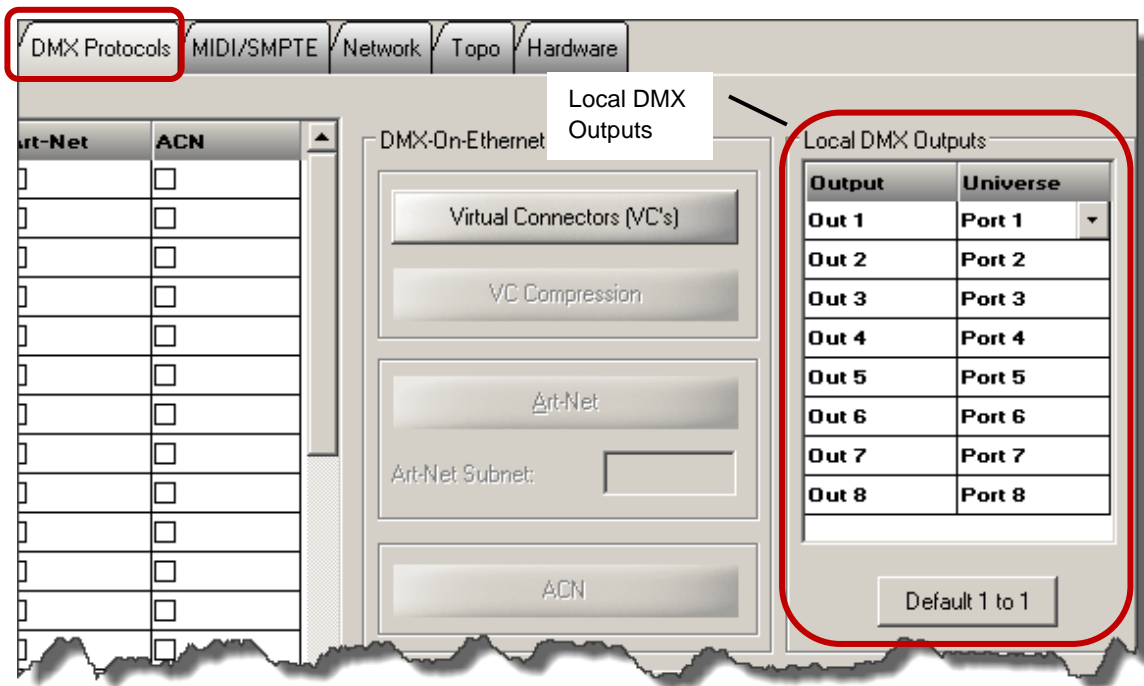 DMX Protocols MIDI/SMPTE Network Topo Hardware
Local DMX
Outputs
Art-Net ACN
DMX-On-Ethernet
Virtual Connectors (VC's)
VC Compression
Art-Net
Art-Net Subnet:
ACN
Local DMX Outputs
Output Universe
Out 1 Port 1
Out 2 Port 2
Out 3 Port 3
Out 4 Port 4
Out 5 Port 5
Out 6 Port 6
Out 7 Port 7
Out 8 Port 8
Default 1 to 1